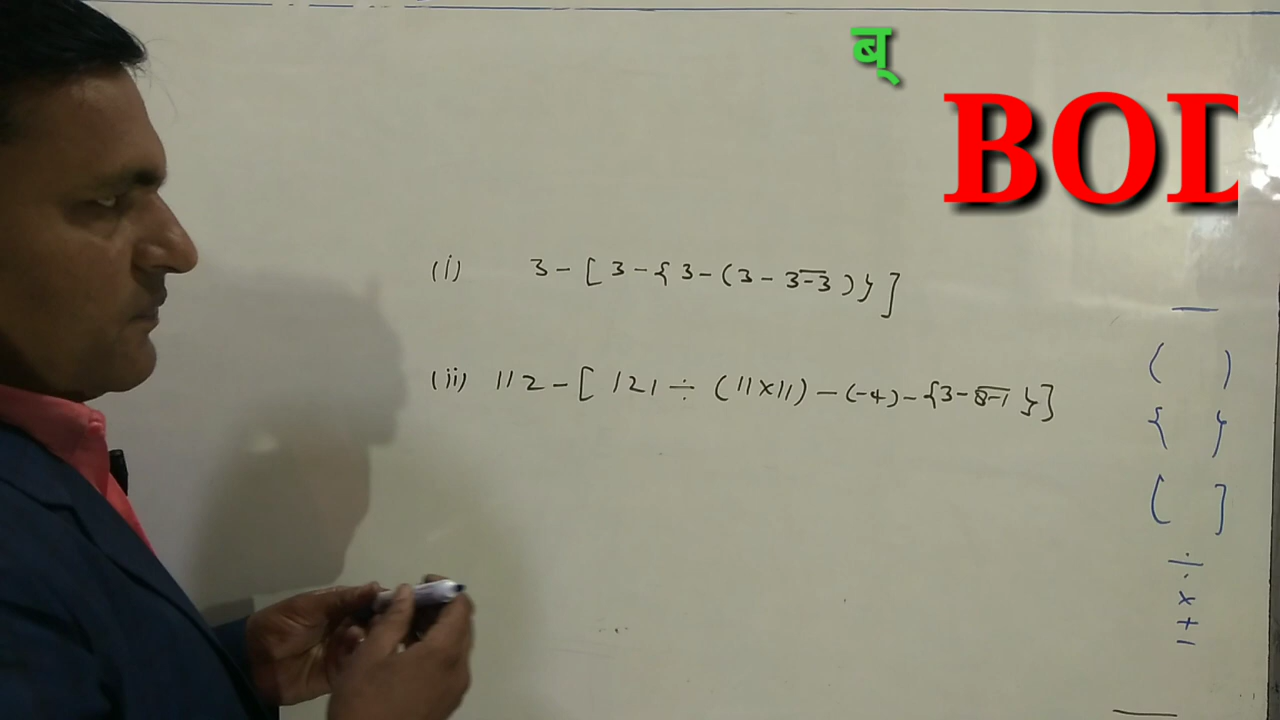 ब्
BOD
(i) 3 - [ 3 - { 3 - ( 3 - 3̅-̅3̅ ) } ]
(ii) 112 - [ 121 ÷ ( 11×11 ) - (-4) - { 3 - 8̅-̅1̅ } ]
—
( )
{ }
[ ]
÷
×
+
-